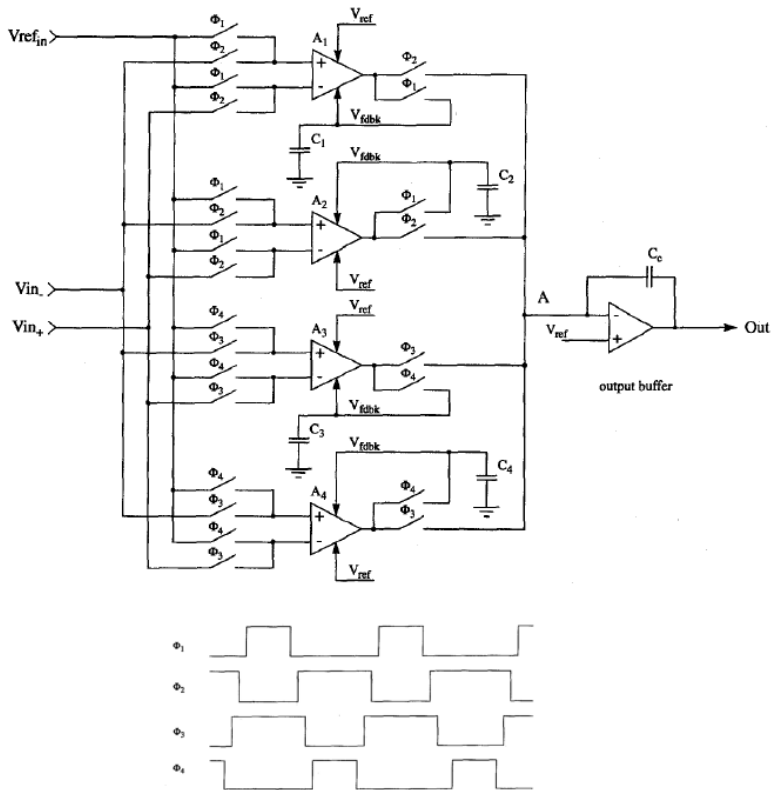 Vref_in
Φ1
Φ2
Φ1
Φ2
A1
+
-
Vref
Φ2
Φ1
Vfdbk
C1
Φ1
Φ2
Φ1
Φ2
A2
+
-
Vfdbk
C2
Φ1
Φ2
Vref
Vin-
Vin+
Φ4
Φ3
Φ4
Φ3
A3
+
-
Vref
Φ3
Φ4
Vfdbk
C3
A
Cc
Vref
-
+
Out
output buffer
Φ4
Φ3
Φ4
Φ3
A4
+
-
Vfdbk
C4
Φ4
Φ3
Vref
Φ1
Φ2
Φ3
Φ4